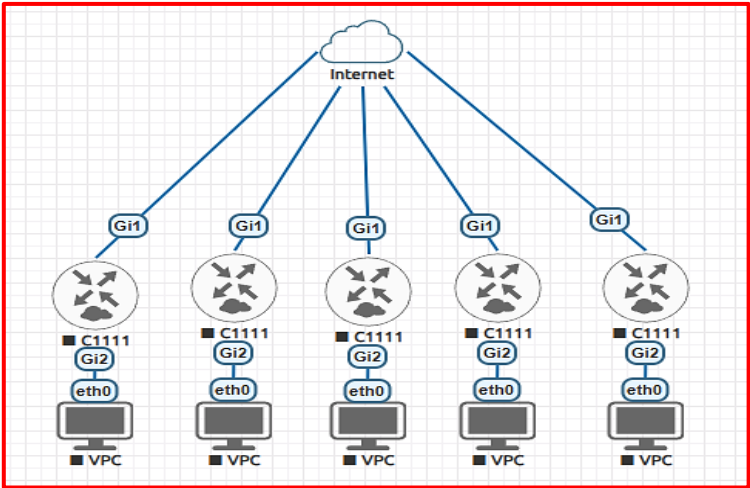 Internet
Gi1 Gi1 Gi1 Gi1 Gi1
C1111 C1111 C1111 C1111 C1111
Gi2 Gi2 Gi2 Gi2 Gi2
eth0 eth0 eth0 eth0 eth0
VPC VPC VPC VPC VPC